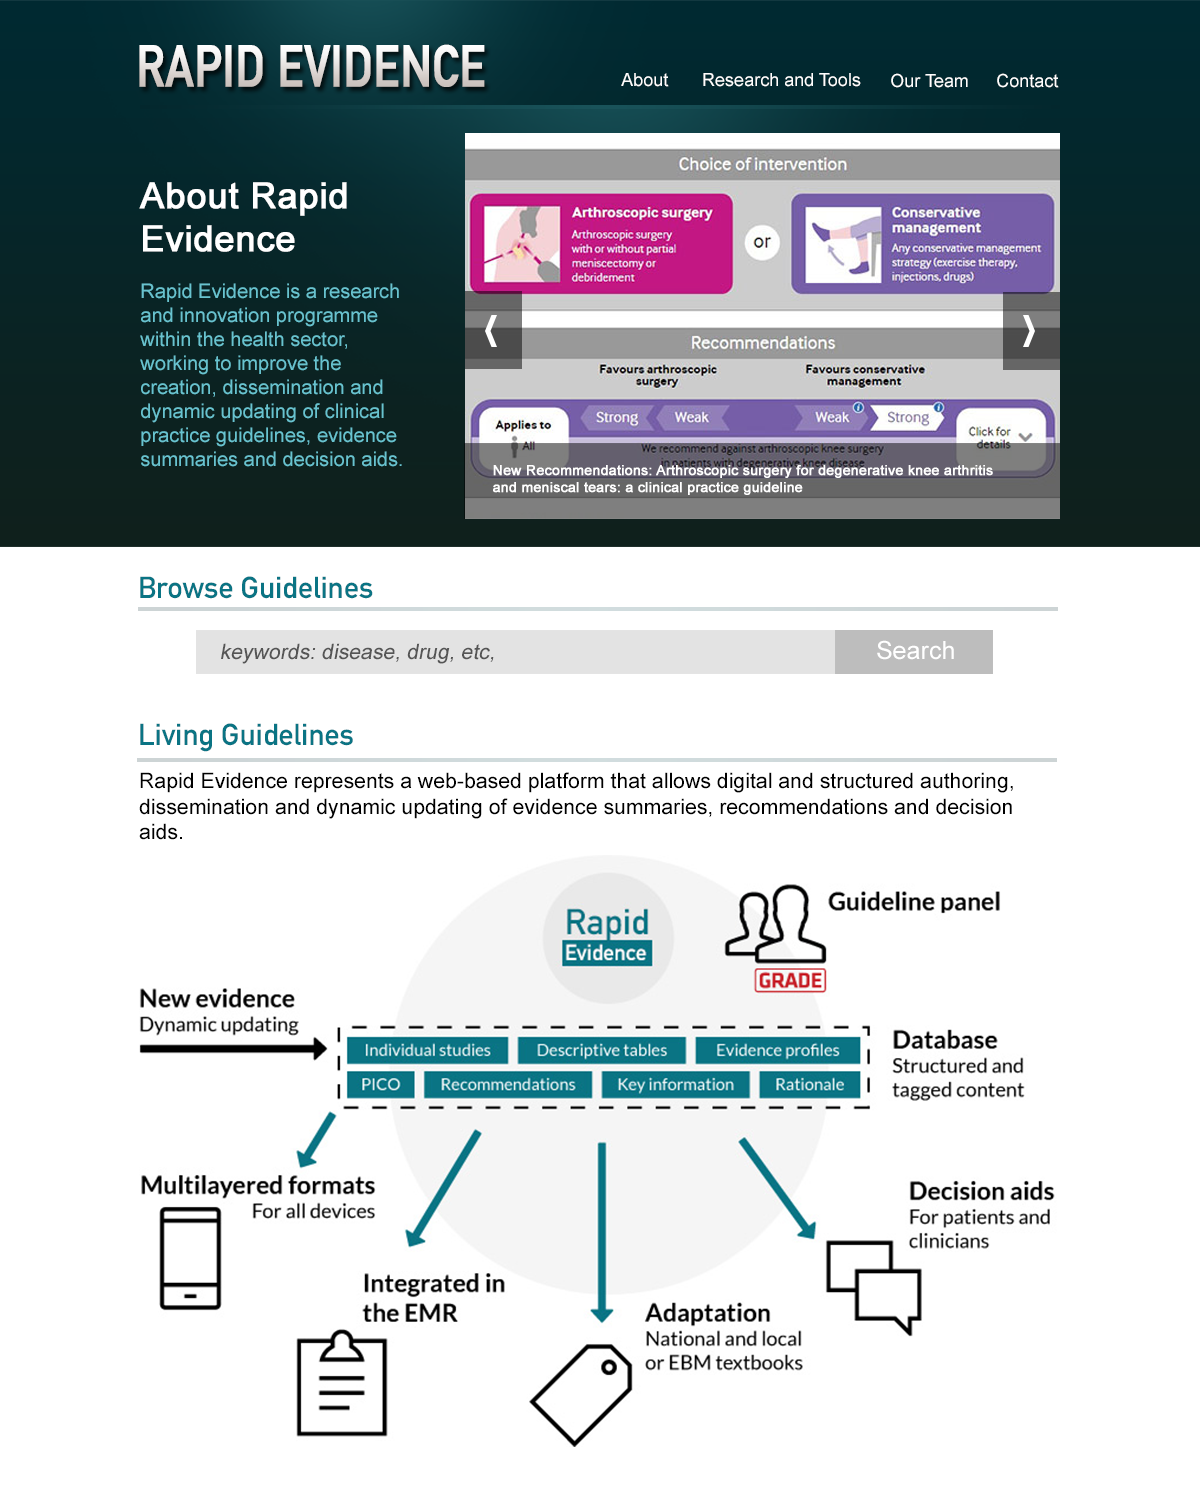 RAPID EVIDENCE
About
Research and Tools
Our Team
Contact
About Rapid
Evidence
Rapid Evidence is a research
and innovation programme
within the health sector,
working to improve the
creation, dissemination and
dynamic updating of clinical
practice guidelines, evidence
summaries and decision aids.
Choice of intervention
Arthroscopic surgery
Arthroscopic surgery
with or without partial
meniscectomy or
debridement
or
Conservative
management
Any conservative management
strategy (exercise therapy,
injections, drugs)
Recommendations
Favours arthroscopic
surgery
Favours conservative
management
Applies to
All
Strong
Weak
Weak
i
Strong
i
Click for
details
We recommend against arthroscopic knee surgery
in patients with degenerative knee disease
New Recommendations: Arthroscopic surgery for degenerative knee arthritis
and meniscal tears: a clinical practice guideline
Browse Guidelines
keywords: disease, drug, etc,
Search
Living Guidelines
Rapid Evidence represents a web-based platform that allows digital and structured authoring,
dissemination and dynamic updating of evidence summaries, recommendations and decision
aids.
Rapid
Evidence
Guideline panel
GRADE
New evidence
Dynamic updating
Individual studies
Descriptive tables
Evidence profiles
PICO
Recommendations
Key information
Rationale
Database
Structured and
tagged content
Multilayered formats
For all devices
Integrated in
the EMR
Adaptation
National and local
or EBM textbooks
Decision aids
For patients and
clinicians